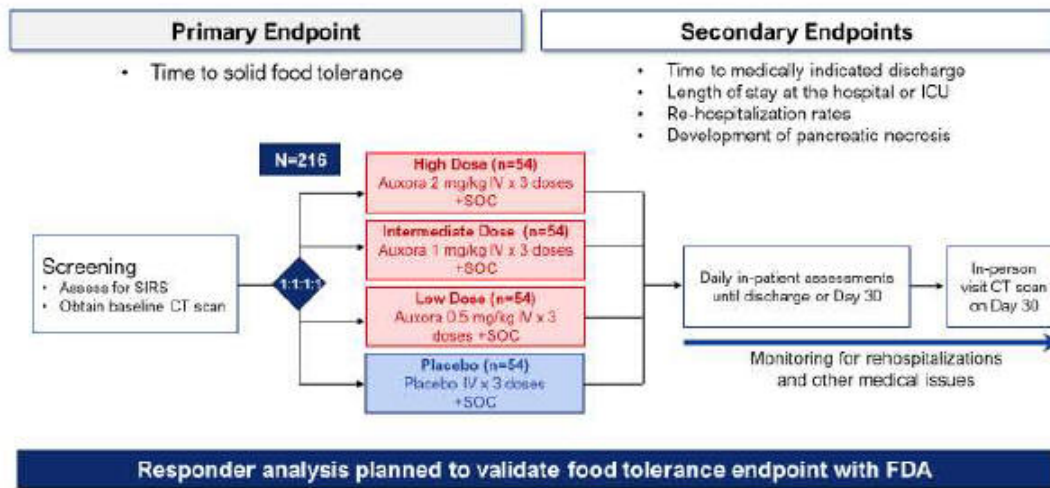 Primary Endpoint
• Time to solid food tolerance
Secondary Endpoints
• Time to medically indicated discharge
• Length of stay at the hospital or ICU
• Re-hospitalization rates
• Development of pancreatic necrosis
N=216
Screening
• Assess for SIRS
• Obtain baseline CT scan
1:1:1:1
High Dose (n=54)
Auxora 2 mg/kg IV x 3 doses
+SOC
Intermediate Dose (n=54)
Auxora 1 mg/kg IV x 3 doses
+SOC
Low Dose (n=54)
Auxora 0.5 mg/kg IV x 3
doses +SOC
Placebo (n=54)
Placebo IV x 3 doses
+SOC
Daily in-patient assessments
until discharge or Day 30
In-person
visit CT scan
on Day 30
Monitoring for rehospitalizations
and other medical issues
Responder analysis planned to validate food tolerance endpoint with FDA